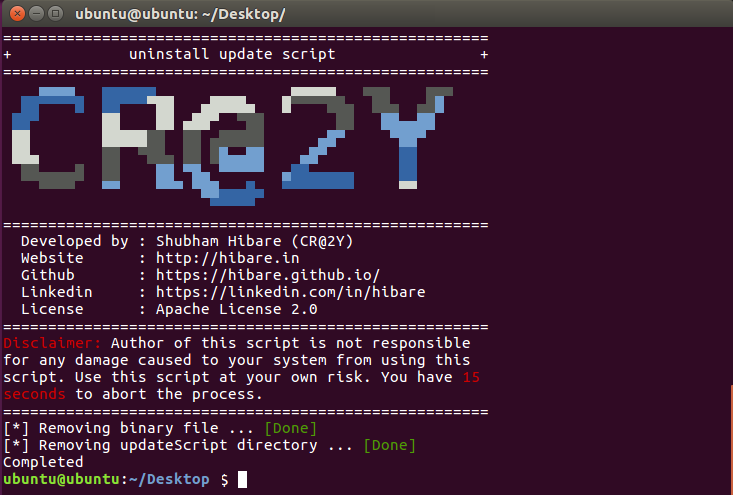 ubuntu@ubuntu: ~/Desktop/
======================================================
+ uninstall update script +
======================================================
CR@2Y
======================================================
Developed by : Shubham Hibare (CR@2Y)
Website : http://hibare.in
Github : https://hibare.github.io/
Linkedin : https://linkedin.com/in/hibare
License : Apache License 2.0
======================================================
Disclaimer: Author of this script is not responsible
for any damage caused to your system from using this
script. Use this script at your own risk. You have 15
seconds to abort the process.
======================================================
[*] Removing binary file ... [Done]
[*] Removing updateScript directory ... [Done]
Completed
ubuntu@ubuntu:~/Desktop $